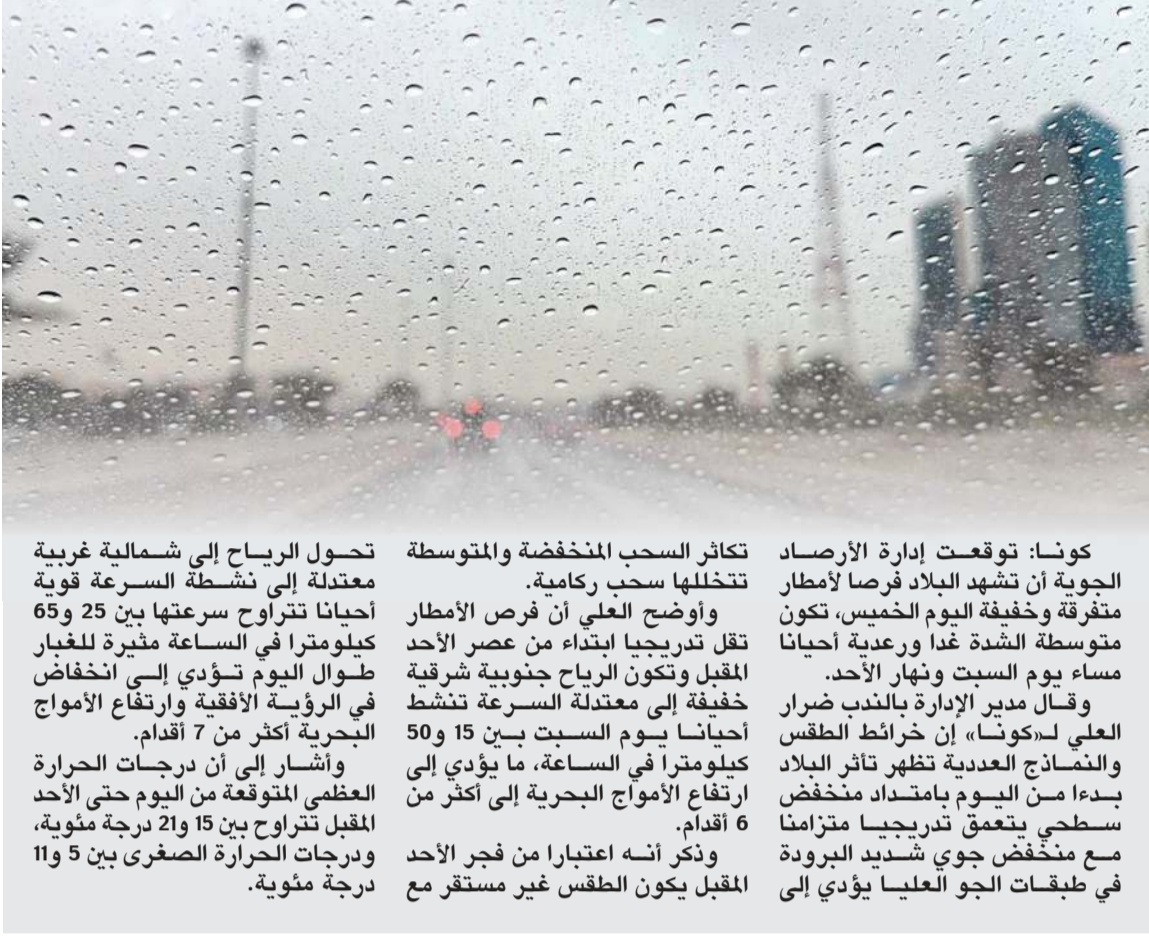 كونا: توقعت إدارة الأرصاد
الجوية أن تشهد البلاد فرصا لأمطار
متفرقة وخفيفة اليوم الخميس، تكون
متوسطة الشدة غدا ورعدية أحيانا
مساء يوم السبت ونهار الأحد.
وقال مدير الإدارة بالندب ضرار
العلي لـ«كونا» إن خرائط الطقس
والنماذج العددية تظهر تأثر البلاد
بدءا من اليوم بامتداد منخفض
سطحي يتعمق تدريجيا متزامنا
مع منخفض جوي شديد البرودة
في طبقات الجو العليا يؤدي إلى
تكاثر السحب المنخفضة والمتوسطة
تتخللها سحب ركامية.
وأوضح العلي أن فرص الأمطار
تقل تدريجيا ابتداء من عصر الأحد
المقبل وتكون الرياح جنوبية شرقية
خفيفة إلى معتدلة السرعة تنشط
أحيانا يوم السبت بين 15 و50
كيلومترا في الساعة، ما يؤدي إلى
ارتفاع الأمواج البحرية إلى أكثر من
6 أقدام.
وذكر أنه اعتبارا من فجر الأحد
المقبل يكون الطقس غير مستقر مع
تحول الرياح إلى شمالية غربية
معتدلة إلى نشطة السرعة قوية
أحيانا تتراوح سرعتها بين 25 و65
كيلومترا في الساعة مثيرة للغبار
طوال اليوم تؤدي إلى انخفاض
في الرؤية الأفقية وارتفاع الأمواج
البحرية أكثر من 7 أقدام.
وأشار إلى أن درجات الحرارة
العظمى المتوقعة من اليوم حتى الأحد
المقبل تتراوح بين 15 و21 درجة مئوية،
ودرجات الحرارة الصغرى بين 5 و11
درجة مئوية.